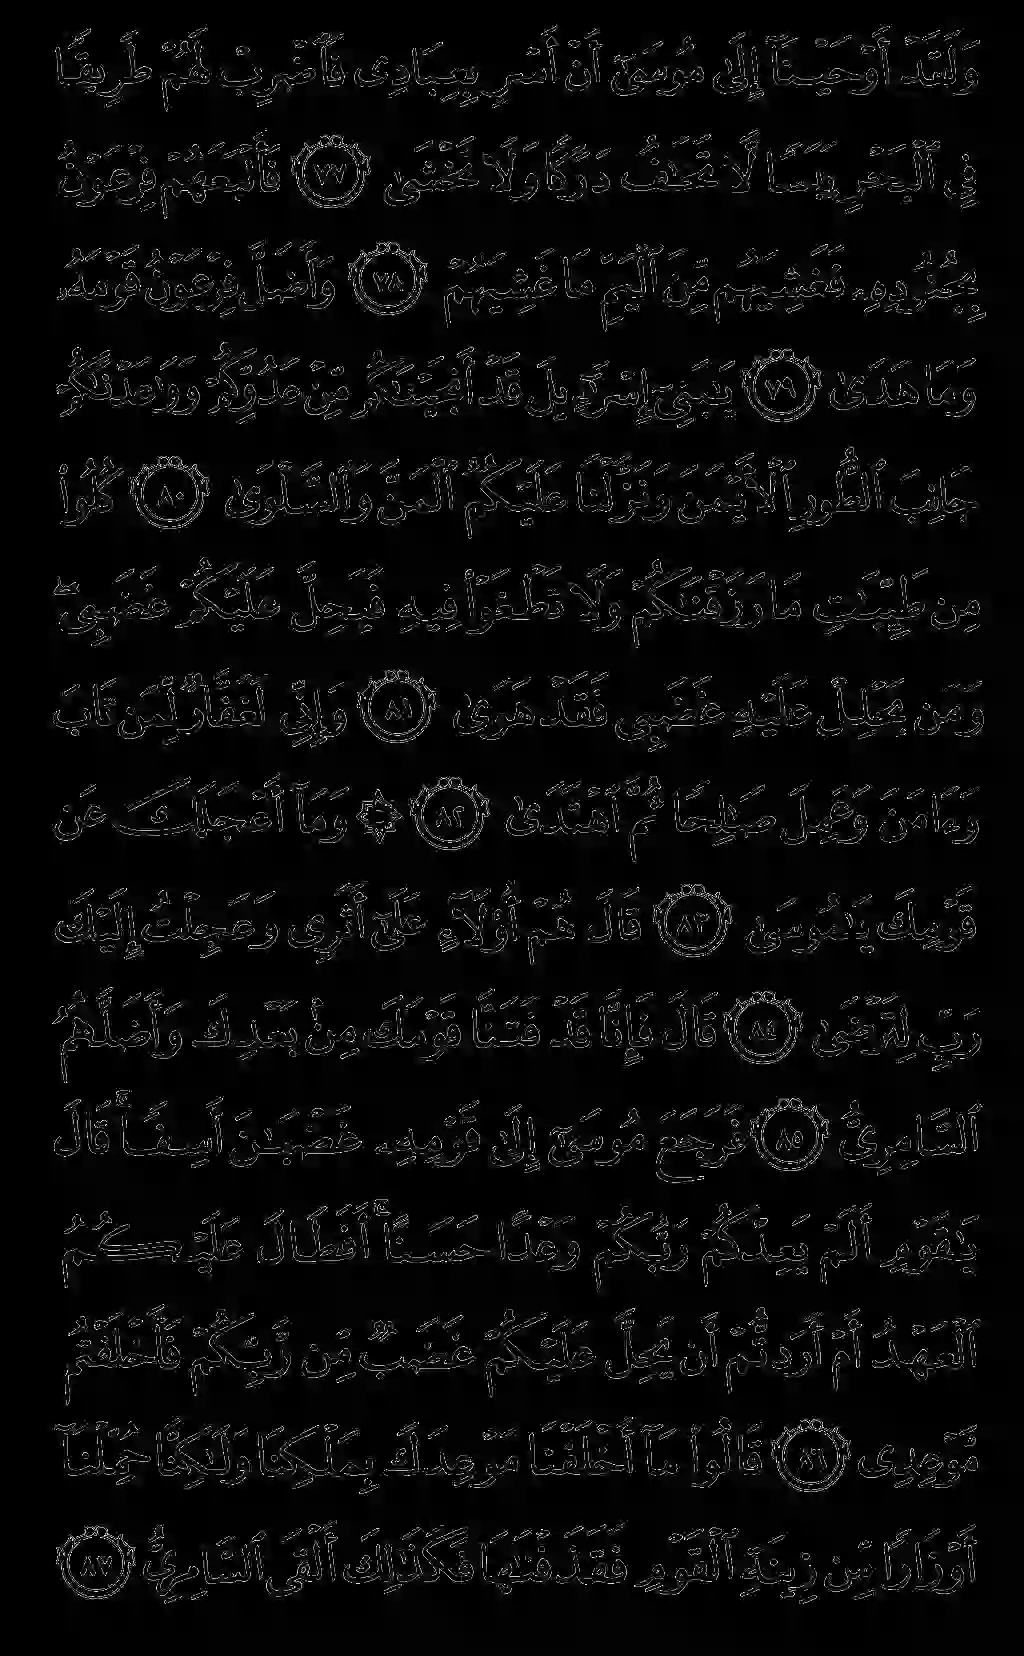 وَلَقَدْ أَوْحَيْنَآ إِلَىٰ مُوسَىٰٓ أَنْ أَسْرِ بِعِبَادِى فَٱضْرِبْ لَهُمْ طَرِيقًا
فِى ٱلْبَحْرِ يَبَسًا لَّا تَخَٰفُ دَرَكًا وَلَا تَخْشَىٰ ٧٧ فَأَتْبَعَهُمْ فِرْعَوْنُ
بِجُنُودِهِۦ فَغَشِيَهُم مِّنَ ٱلْيَمِّ مَا غَشِيَهُمْ ٧٨ وَأَضَلَّ فِرْعَوْنُ قَوْمَهُۥ
وَمَا هَدَىٰ ٧٩ يَٰبَنِىٓ إِسْرَٰٓءِيلَ قَدْ أَنجَيْنَٰكُم مِّنْ عَدُوِّكُمْ وَوَٰعَدْنَٰكُمْ
جَانِبَ ٱلطُّورِ ٱلْأَيْمَنَ وَنَزَّلْنَا عَلَيْكُمُ ٱلْمَنَّ وَٱلسَّلْوَىٰ ٨٠ كُلُوا۟
مِن طَيِّبَٰتِ مَا رَزَقْنَٰكُمْ وَلَا تَطْغَوْا۟ فِيهِ فَيَحِلَّ عَلَيْكُمْ غَضَبِى ۖ
وَمَن يَحْلِلْ عَلَيْهِ غَضَبِى فَقَدْ هَوَىٰ ٨١ وَإِنِّى لَغَفَّارٌ لِّمَن تَابَ
وَءَامَنَ وَعَمِلَ صَٰلِحًا ثُمَّ ٱهْتَدَىٰ ٨٢ ۞ وَمَآ أَعْجَلَكَ عَن
قَوْمِكَ يَٰمُوسَىٰ ٨٣ قَالَ هُمْ أُو۟لَآءِ عَلَىٰٓ أَثَرِى وَعَجِلْتُ إِلَيْكَ
رَبِّ لِتَرْضَىٰ ٨٤ قَالَ فَإِنَّا قَدْ فَتَنَّا قَوْمَكَ مِنۢ بَعْدِكَ وَأَضَلَّهُمُ
ٱلسَّامِرِىُّ ٨٥ فَرَجَعَ مُوسَىٰٓ إِلَىٰ قَوْمِهِۦ غَضْبَٰنَ أَسِفًا ۚ قَالَ
يَٰقَوْمِ أَلَمْ يَعِدْكُمْ رَبُّكُمْ وَعْدًا حَسَنًا ۚ أَفَطَالَ عَلَيْكُمُ
ٱلْعَهْدُ أَمْ أَرَدتُّمْ أَن يَحِلَّ عَلَيْكُمْ غَضَبٌ مِّن رَّبِّكُمْ فَأَخْلَفْتُم
مَّوْعِدِى ٨٦ قَالُوا۟ مَآ أَخْلَفْنَا مَوْعِدَكَ بِمَلْكِنَا وَلَٰكِنَّا حُمِّلْنَآ
أَوْزَارًا مِّن زِينَةِ ٱلْقَوْمِ فَقَذَفْنَٰهَا فَكَذَٰلِكَ أَلْقَى ٱلسَّامِرِىُّ ٨٧